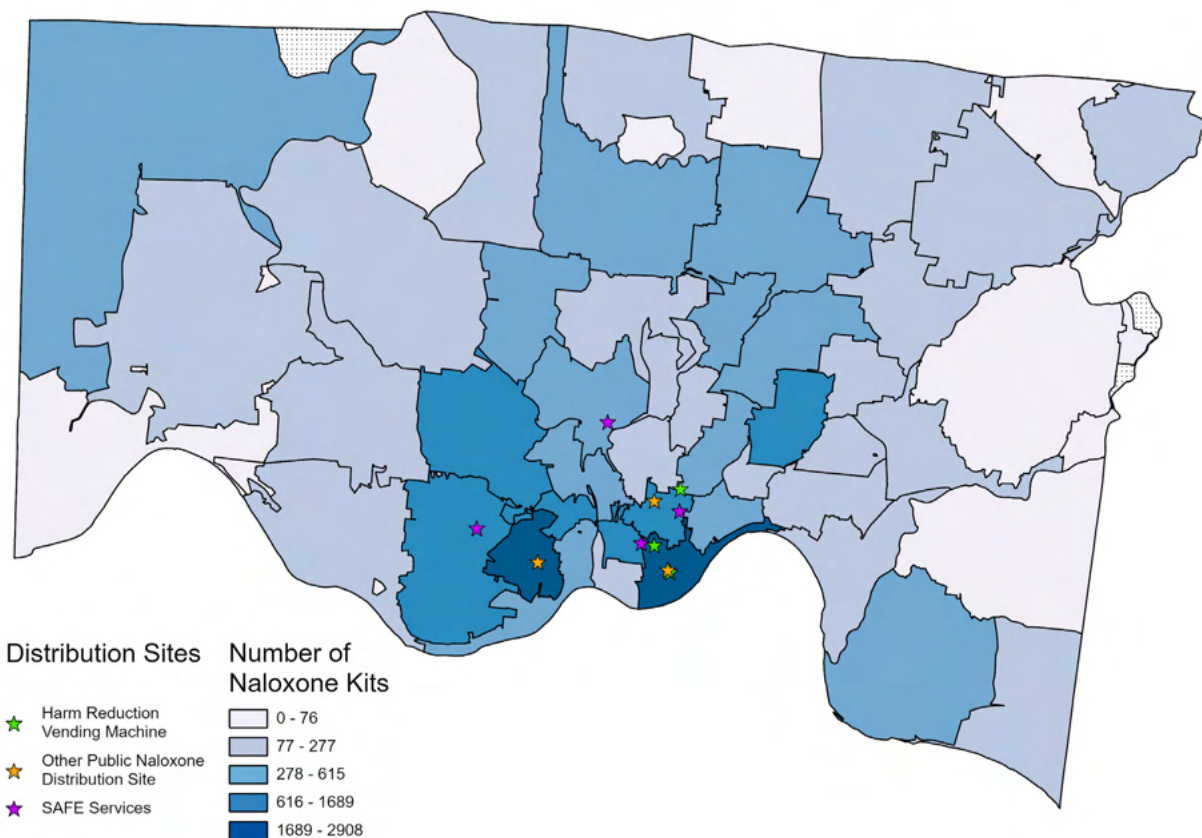 Distribution Sites
Harm Reduction
Vending Machine
Other Public Naloxone
Distribution Site
SAFE Services
Number of
Naloxone Kits
0 - 76
77 - 277
278 - 615
616 - 1689
1689 - 2908